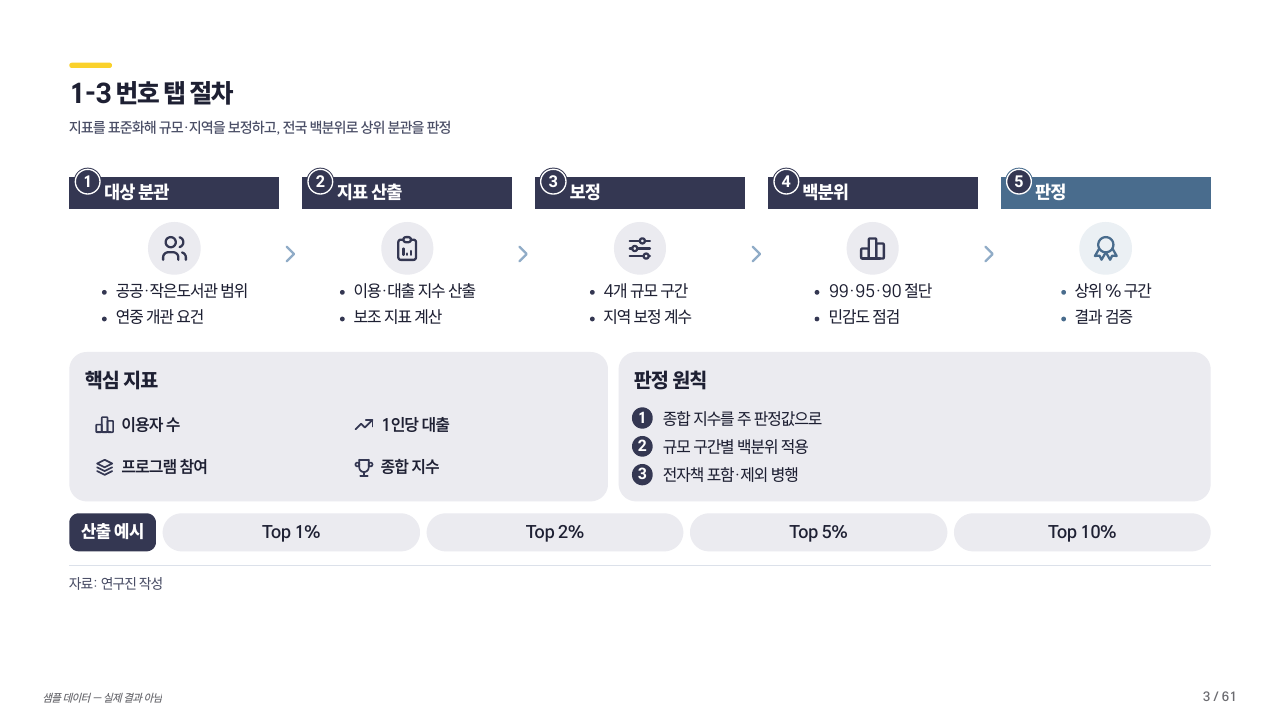 1-3 번호 탭 절차
지표를 표준화해 규모·지역을 보정하고, 전국 백분위로 상위 분관을 판정
1 대상 분관
2 지표 산출
3 보정
4 백분위
5 판정
• 공공·작은도서관 범위
• 연중 개관 요건
• 이용·대출 지수 산출
• 보조 지표 계산
• 4개 규모 구간
• 지역 보정 계수
• 99·95·90 절단
• 민감도 점검
• 상위 % 구간
• 결과 검증
핵심 지표
이용자 수
1인당 대출
프로그램 참여
종합 지수
판정 원칙
1 종합 지수를 주 판정값으로
2 규모 구간별 백분위 적용
3 전자책 포함·제외 병행
산출 예시
Top 1%
Top 2%
Top 5%
Top 10%
자료: 연구진 작성
샘플 데이터 — 실제 결과 아님
3 / 61